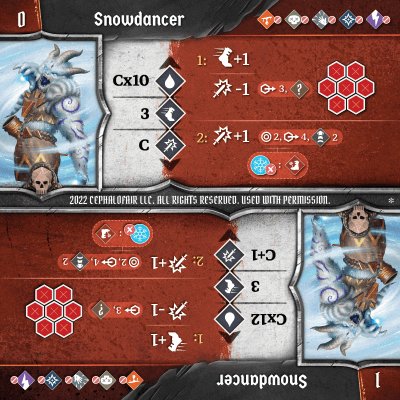 0 Snowdancer
Cx10
3
C
1: +1
-1 3, ?
2: +1 2, 4, 2
:
2022 CEPHALOFAIR LLC. ALL RIGHTS RESERVED. USED WITH PERMISSION. *
1 Snowdancer
Cx12
3
C+1
1: +1
-1 3, ?
2: +1 2, 4, 2
: